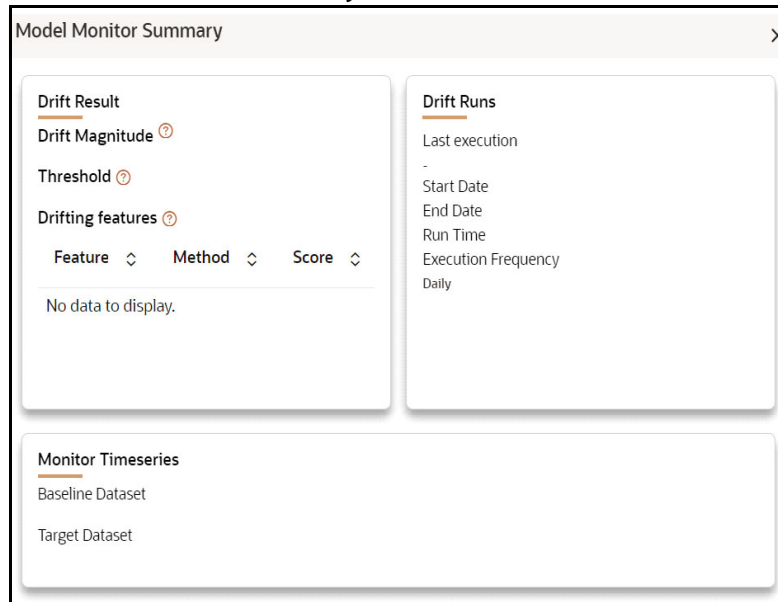 Model Monitor Summary
Drift Result
Drift Magnitude
Threshold
Drifting features
Feature Method Score
No data to display.
Drift Runs
Last execution
-
Start Date
End Date
Run Time
Execution Frequency
Daily
Monitor Timeseries
Baseline Dataset
Target Dataset